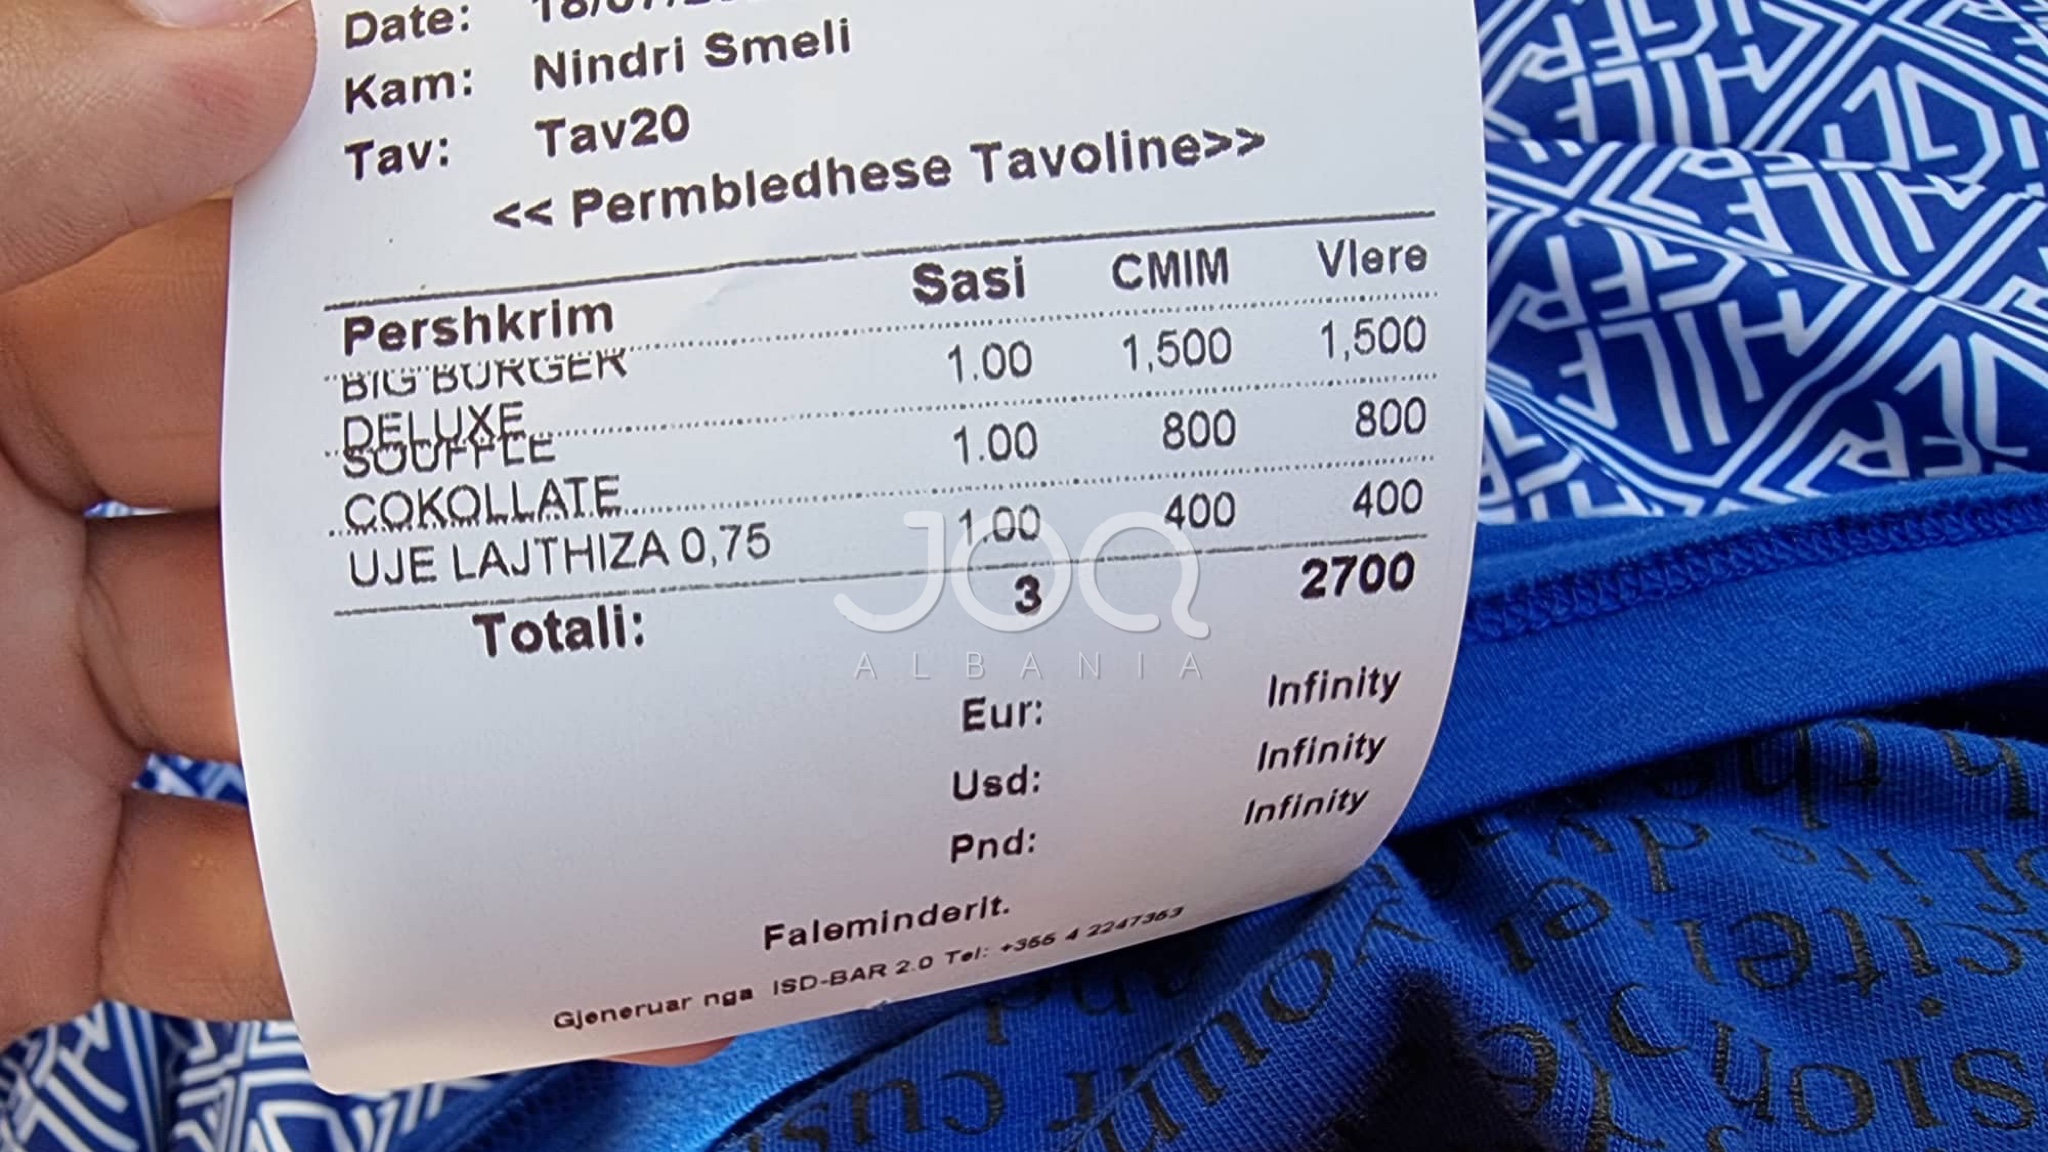 Date:
Kam: Nindri Smeli
Tav: Tav20
<< Permbledhese Tavoline>>
Pershkrim Sasi CMIM Vlere
BIG BURGER 1.00 1,500 1,500
DELUXE
SOUFFLE 1.00 800 800
COKOLLATE
UJE LAJTHIZA 0,75 1.00 400 400
Totali: 3 2700
JOQ
ALBANIA
Eur: Infinity
Usd: Infinity
Pnd: Infinity
Faleminderit.
Gjeneruar nga ISD-BAR 2.0 Tel: +355 4 2247353